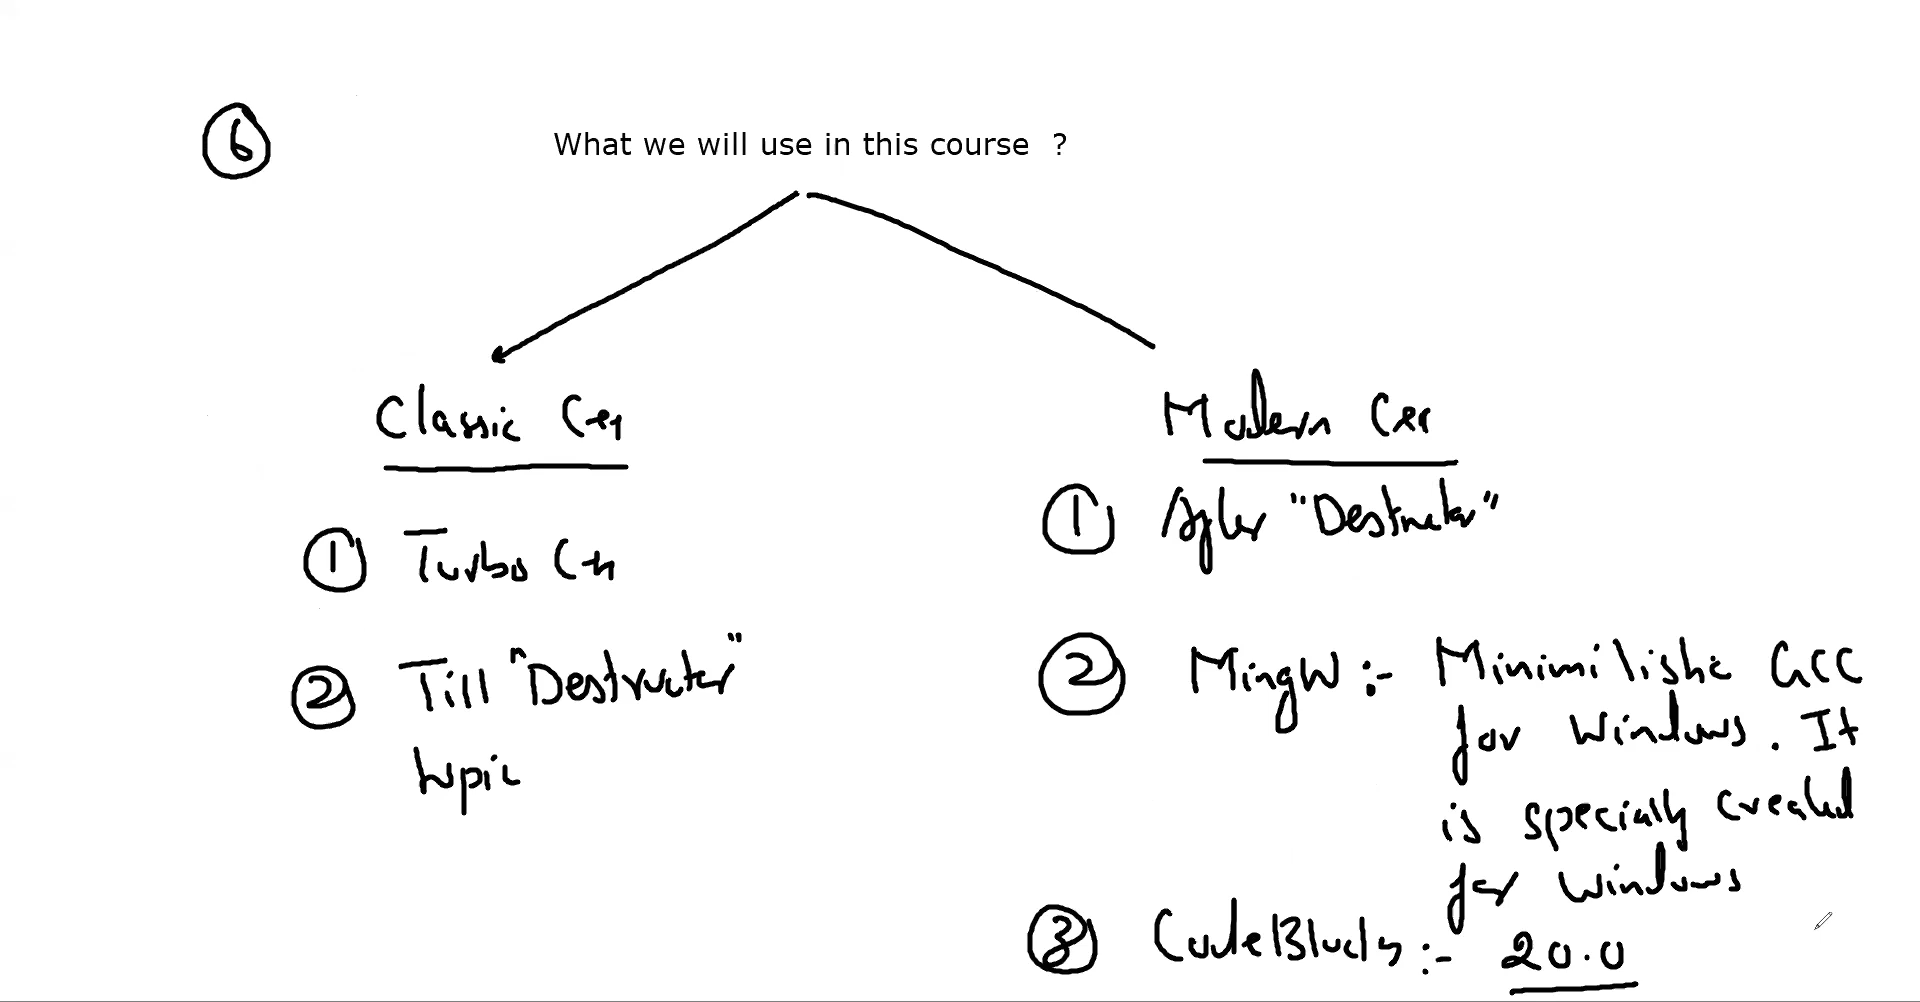 6
What we will use in this course ?
Classic C++
Modern C++
1 Turbo C++
2 Till "Destructor"
topic
1 After "Destructor"
2 MingW :- Minimilistic GCC
for Windows. It
is specially created
for windows
3 CodeBlocks :- 20.0